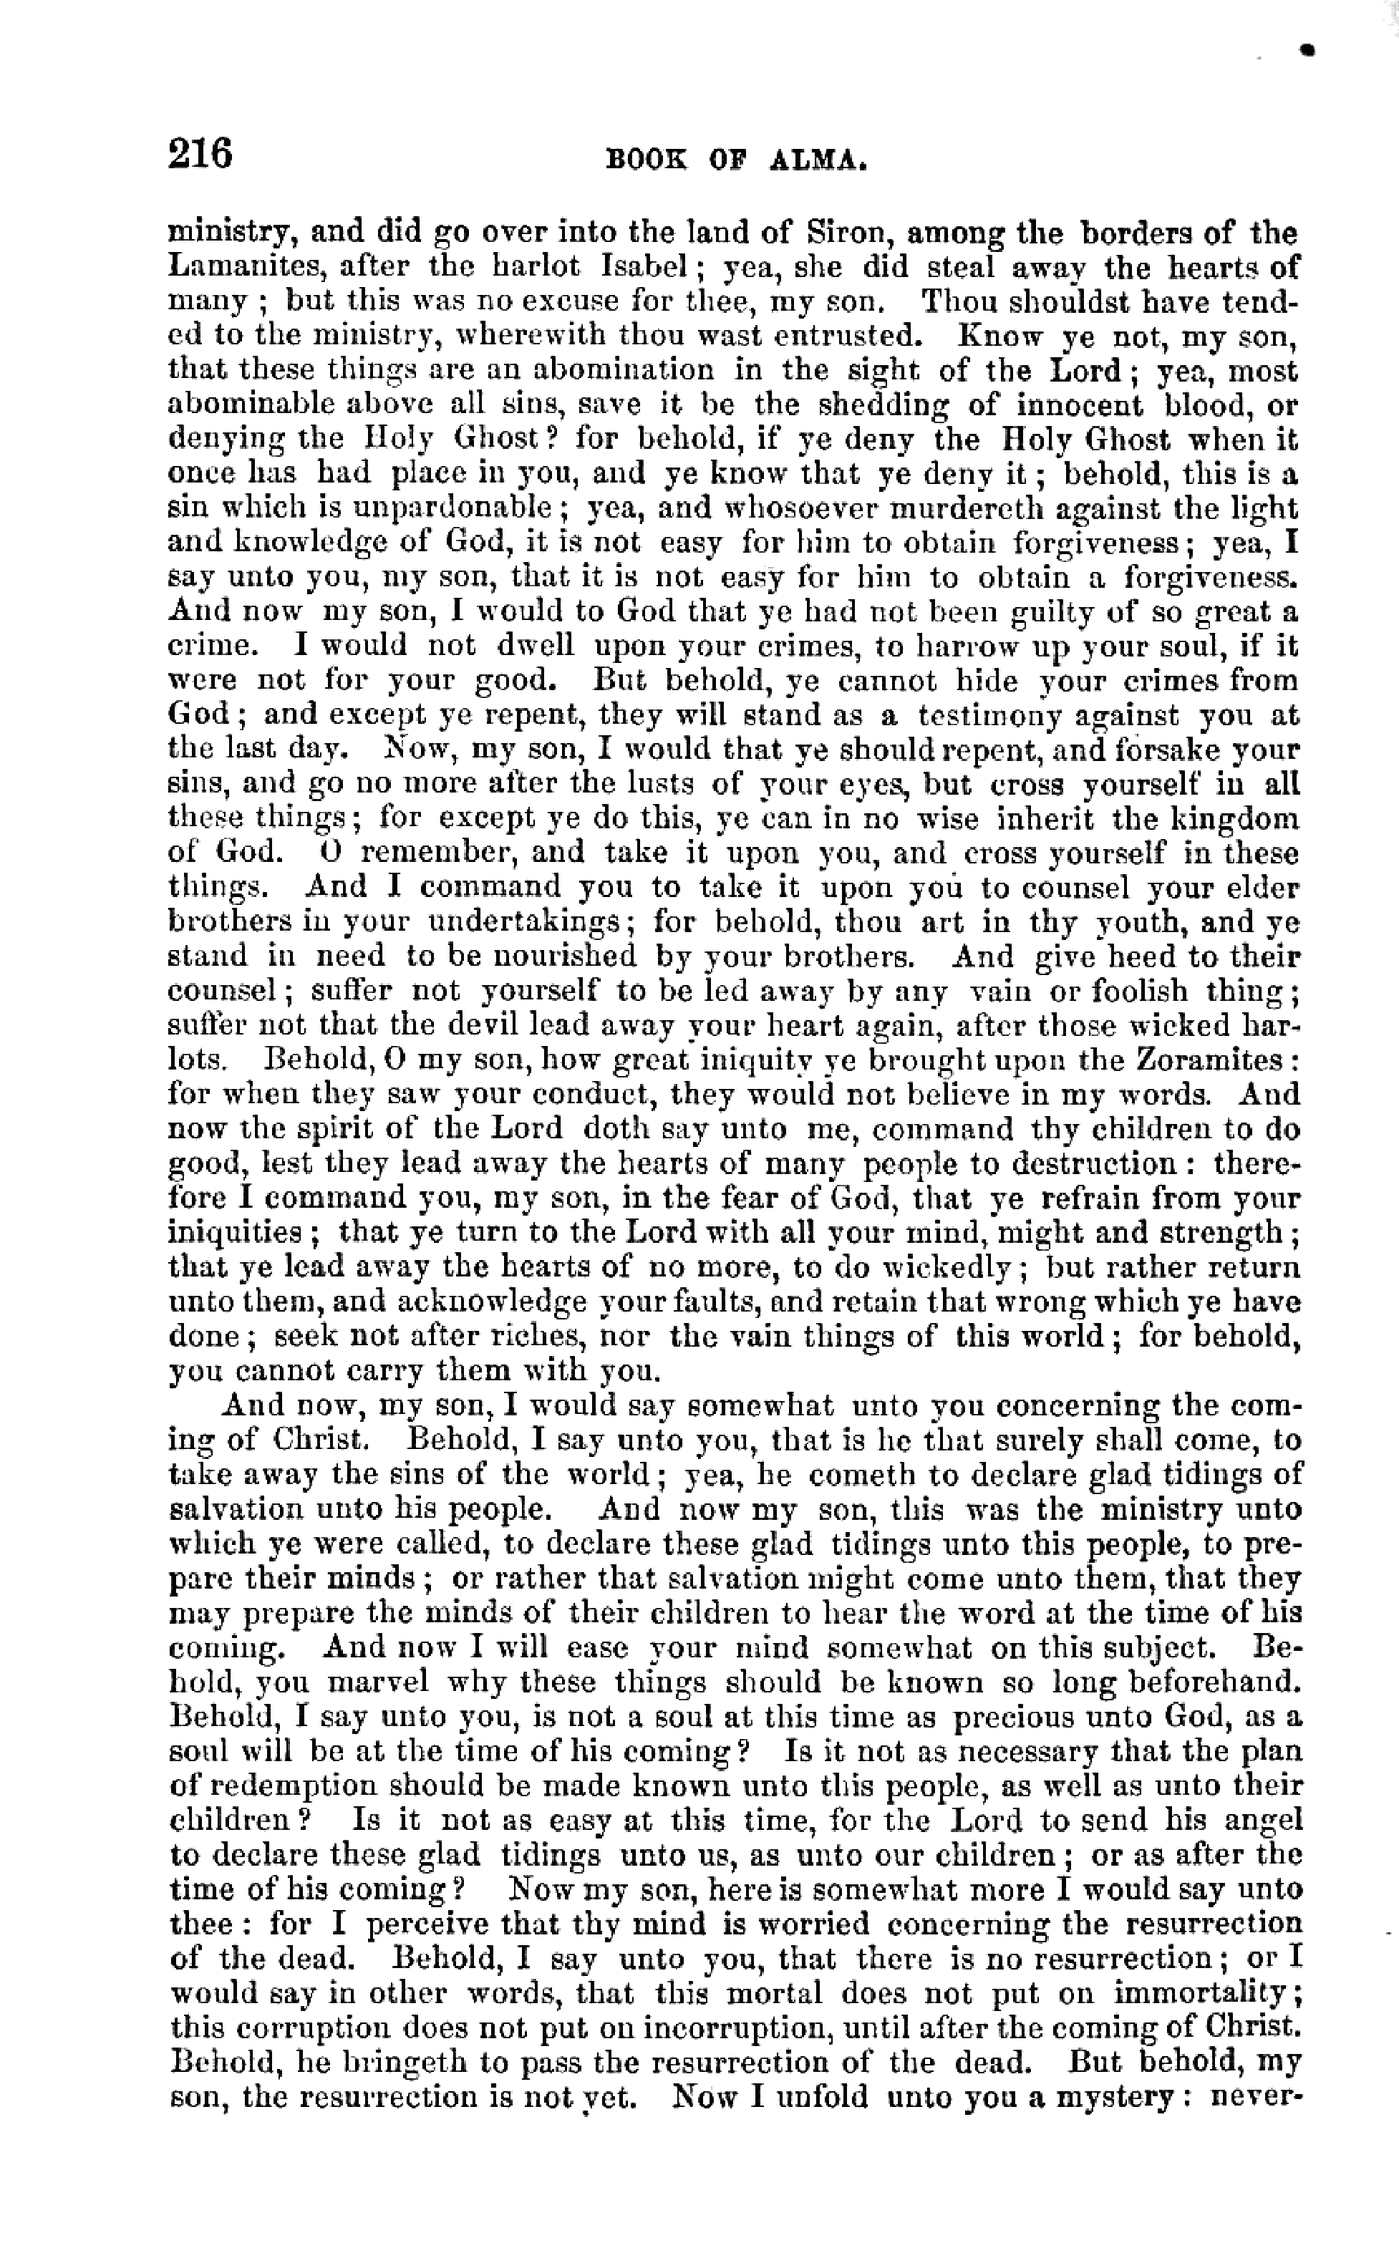 216 BOOK OF ALMA.
ministry, and did go over into the land of Siron, among the borders of the
Lamanites, after the harlot Isabel; yea, she did steal away the hearts of
many; but this was no excuse for thee, my son. Thou shouldst have tend-
ed to the ministry, wherewith thou wast entrusted. Know ye not, my son,
that these things are an abomination in the sight of the Lord; yea, most
abominable above all sins, save it be the shedding of innocent blood, or
denying the Holy Ghost? for behold, if ye deny the Holy Ghost when it
once has had place in you, and ye know that ye deny it; behold, this is a
sin which is unpardonable; yea, and whosoever murdereth against the light
and knowledge of God, it is not easy for him to obtain forgiveness; yea, I
say unto you, my son, that it is not easy for him to obtain a forgiveness.
And now my son, I would to God that ye had not been guilty of so great a
crime. I would not dwell upon your crimes, to harrow up your soul, if it
were not for your good. But behold, ye cannot hide your crimes from
God; and except ye repent, they will stand as a testimony against you at
the last day. Now, my son, I would that ye should repent, and forsake your
sins, and go no more after the lusts of your eyes, but cross yourself in all
these things; for except ye do this, ye can in no wise inherit the kingdom
of God. O remember, and take it upon you, and cross yourself in these
things. And I command you to take it upon you to counsel your elder
brothers in your undertakings; for behold, thou art in thy youth, and ye
stand in need to be nourished by your brothers. And give heed to their
counsel; suffer not yourself to be led away by any vain or foolish thing;
suffer not that the devil lead away your heart again, after those wicked har-
lots. Behold, O my son, how great iniquity ye brought upon the Zoramites:
for when they saw your conduct, they would not believe in my words. And
now the spirit of the Lord doth say unto me, command thy children to do
good, lest they lead away the hearts of many people to destruction: there-
fore I command you, my son, in the fear of God, that ye refrain from your
iniquities; that ye turn to the Lord with all your mind, might and strength;
that ye lead away the hearts of no more, to do wickedly; but rather return
unto them, and acknowledge your faults, and retain that wrong which ye have
done; seek not after riches, nor the vain things of this world; for behold,
you cannot carry them with you.
And now, my son, I would say somewhat unto you concerning the com-
ing of Christ. Behold, I say unto you, that is he that surely shall come, to
take away the sins of the world; yea, he cometh to declare glad tidings of
salvation unto his people. And now my son, this was the ministry unto
which ye were called, to declare these glad tidings unto this people, to pre-
pare their minds; or rather that salvation might come unto them, that they
may prepare the minds of their children to hear the word at the time of his
coming. And now I will ease your mind somewhat on this subject. Be-
hold, you marvel why these things should be known so long beforehand.
Behold, I say unto you, is not a soul at this time as precious unto God, as a
soul will be at the time of his coming? Is it not as necessary that the plan
of redemption should be made known unto this people, as well as unto their
children? Is it not as easy at this time, for the Lord to send his angel
to declare these glad tidings unto us, as unto our children; or as after the
time of his coming? Now my son, here is somewhat more I would say unto
thee: for I perceive that thy mind is worried concerning the resurrection
of the dead. Behold, I say unto you, that there is no resurrection; or I
would say in other words, that this mortal does not put on immortality;
this corruption does not put on incorruption, until after the coming of Christ.
Behold, he bringeth to pass the resurrection of the dead. But behold, my
son, the resurrection is not yet. Now I unfold unto you a mystery: never-